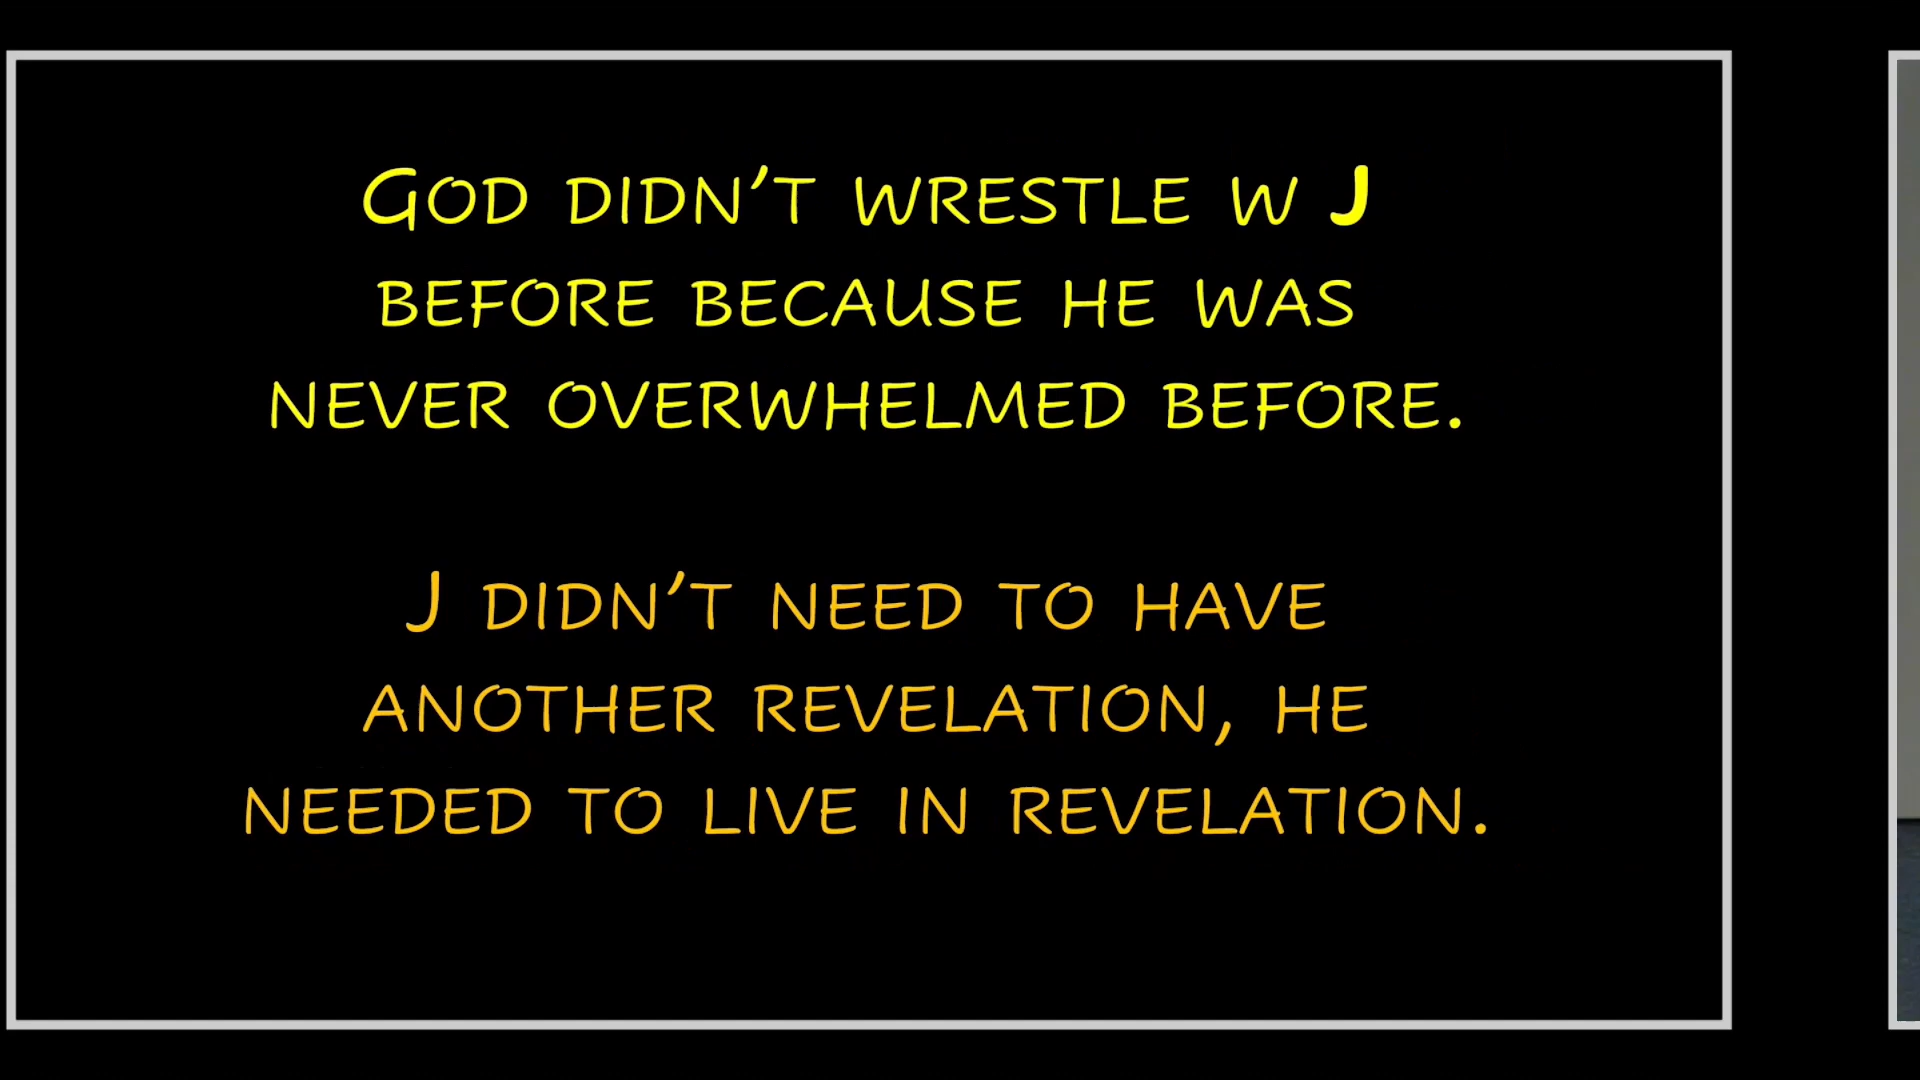 GOD DIDN'T WRESTLE W J
BEFORE BECAUSE HE WAS
NEVER OVERWHELMED BEFORE.
J DIDN'T NEED TO HAVE
ANOTHER REVELATION, HE
NEEDED TO LIVE IN REVELATION.